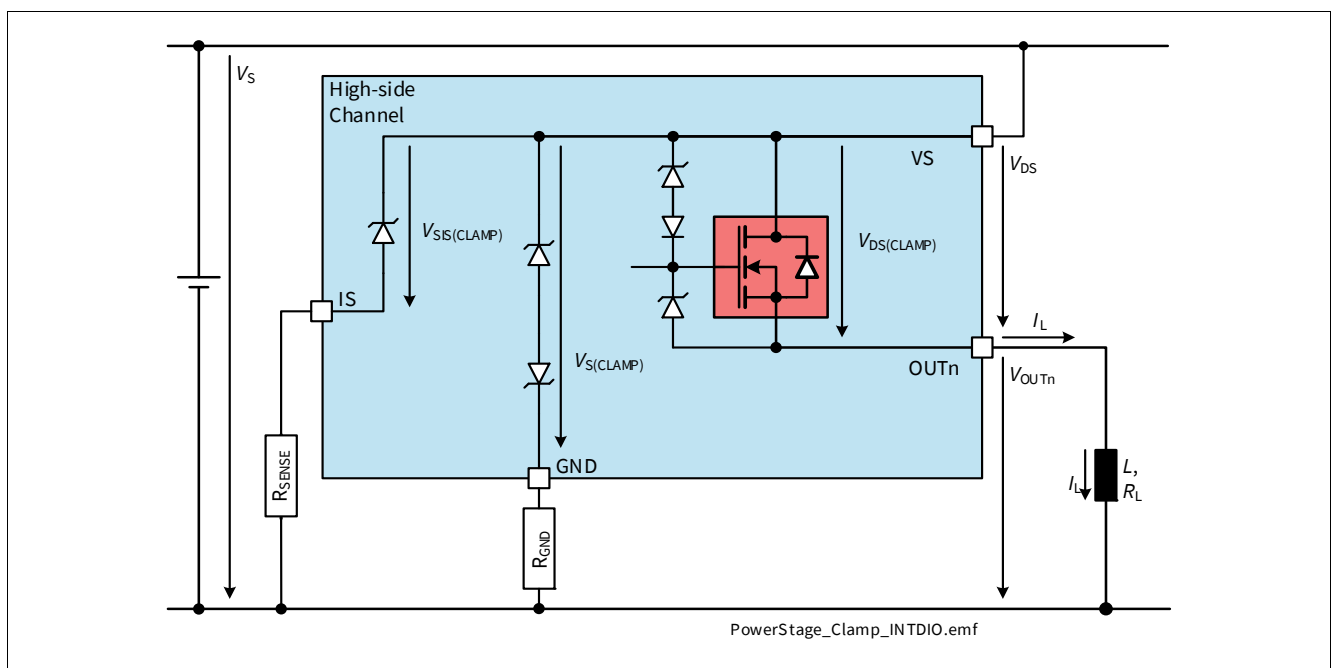 VS
High-side
Channel
VS
VDS
VSIS(CLAMP)
VDS(CLAMP)
IS
IL
VS(CLAMP)
OUTn
VOUTn
GND
RSENSE
IL
L,
RL
RGND
PowerStage_Clamp_INTDIO.emf